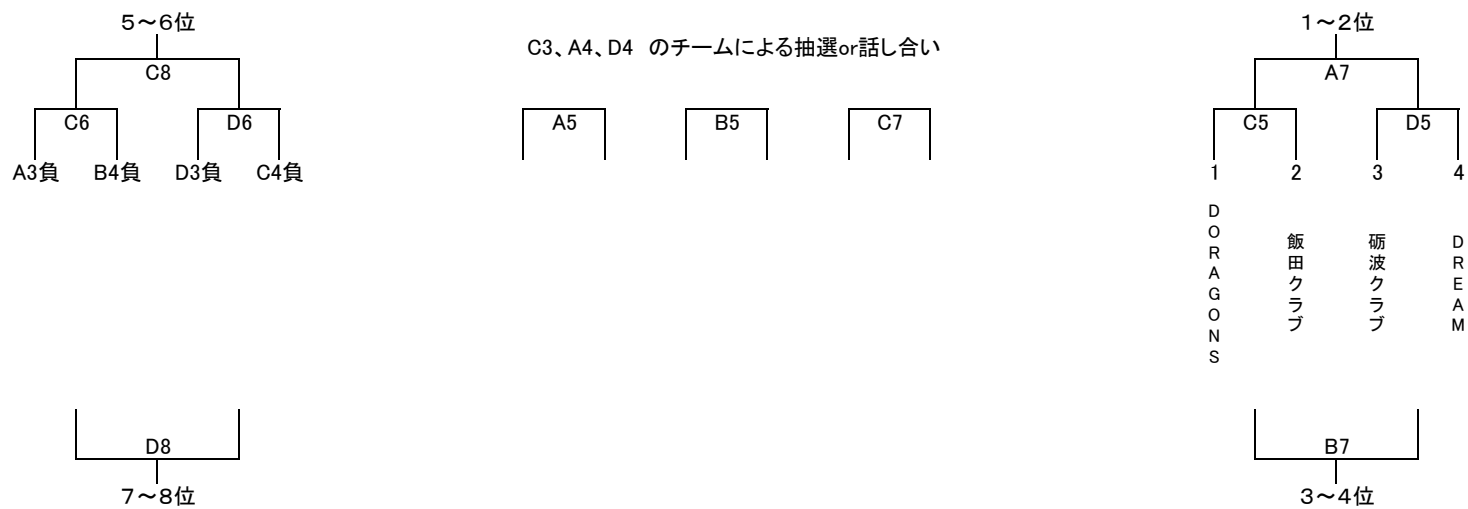 5～6位
C8
C6
D6
A3負 B4負 D3負 C4負
D8
7～8位
C3、A4、D4 のチームによる抽選or話し合い
A5 B5 C7
1～2位
A7
C5 D5
1 2 3 4
DORAGONS
飯田クラブ
砺波クラブ
DREAM
B7
3～4位